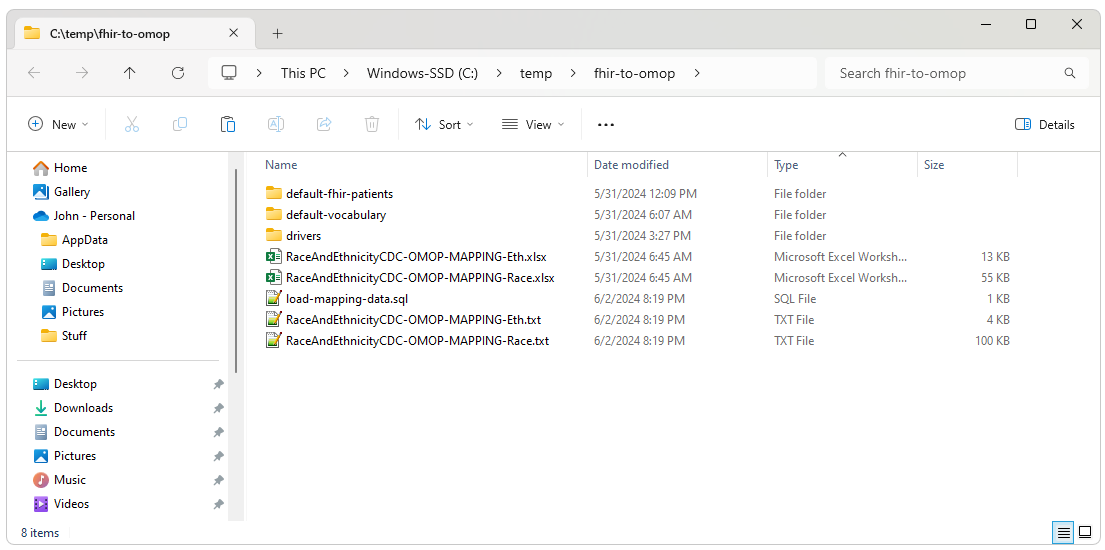 C:\temp\fhir-to-omop
This PC Windows-SSD (C:) temp fhir-to-omop Search fhir-to-omop
New Sort View Details
Home
Gallery
John - Personal
AppData
Desktop
Documents
Pictures
Stuff
Desktop
Downloads
Documents
Pictures
Music
Videos
Name Date modified Type Size
default-fhir-patients 5/31/2024 12:09 PM File folder
default-vocabulary 5/31/2024 6:07 AM File folder
drivers 5/31/2024 3:27 PM File folder
RaceAndEthnicityCDC-OMOP-MAPPING-Eth.xlsx 5/31/2024 6:45 AM Microsoft Excel Worksh... 13 KB
RaceAndEthnicityCDC-OMOP-MAPPING-Race.xlsx 5/31/2024 6:45 AM Microsoft Excel Worksh... 55 KB
load-mapping-data.sql 6/2/2024 8:19 PM SQL File 1 KB
RaceAndEthnicityCDC-OMOP-MAPPING-Eth.txt 6/2/2024 8:19 PM TXT File 4 KB
RaceAndEthnicityCDC-OMOP-MAPPING-Race.txt 6/2/2024 8:19 PM TXT File 100 KB
8 items